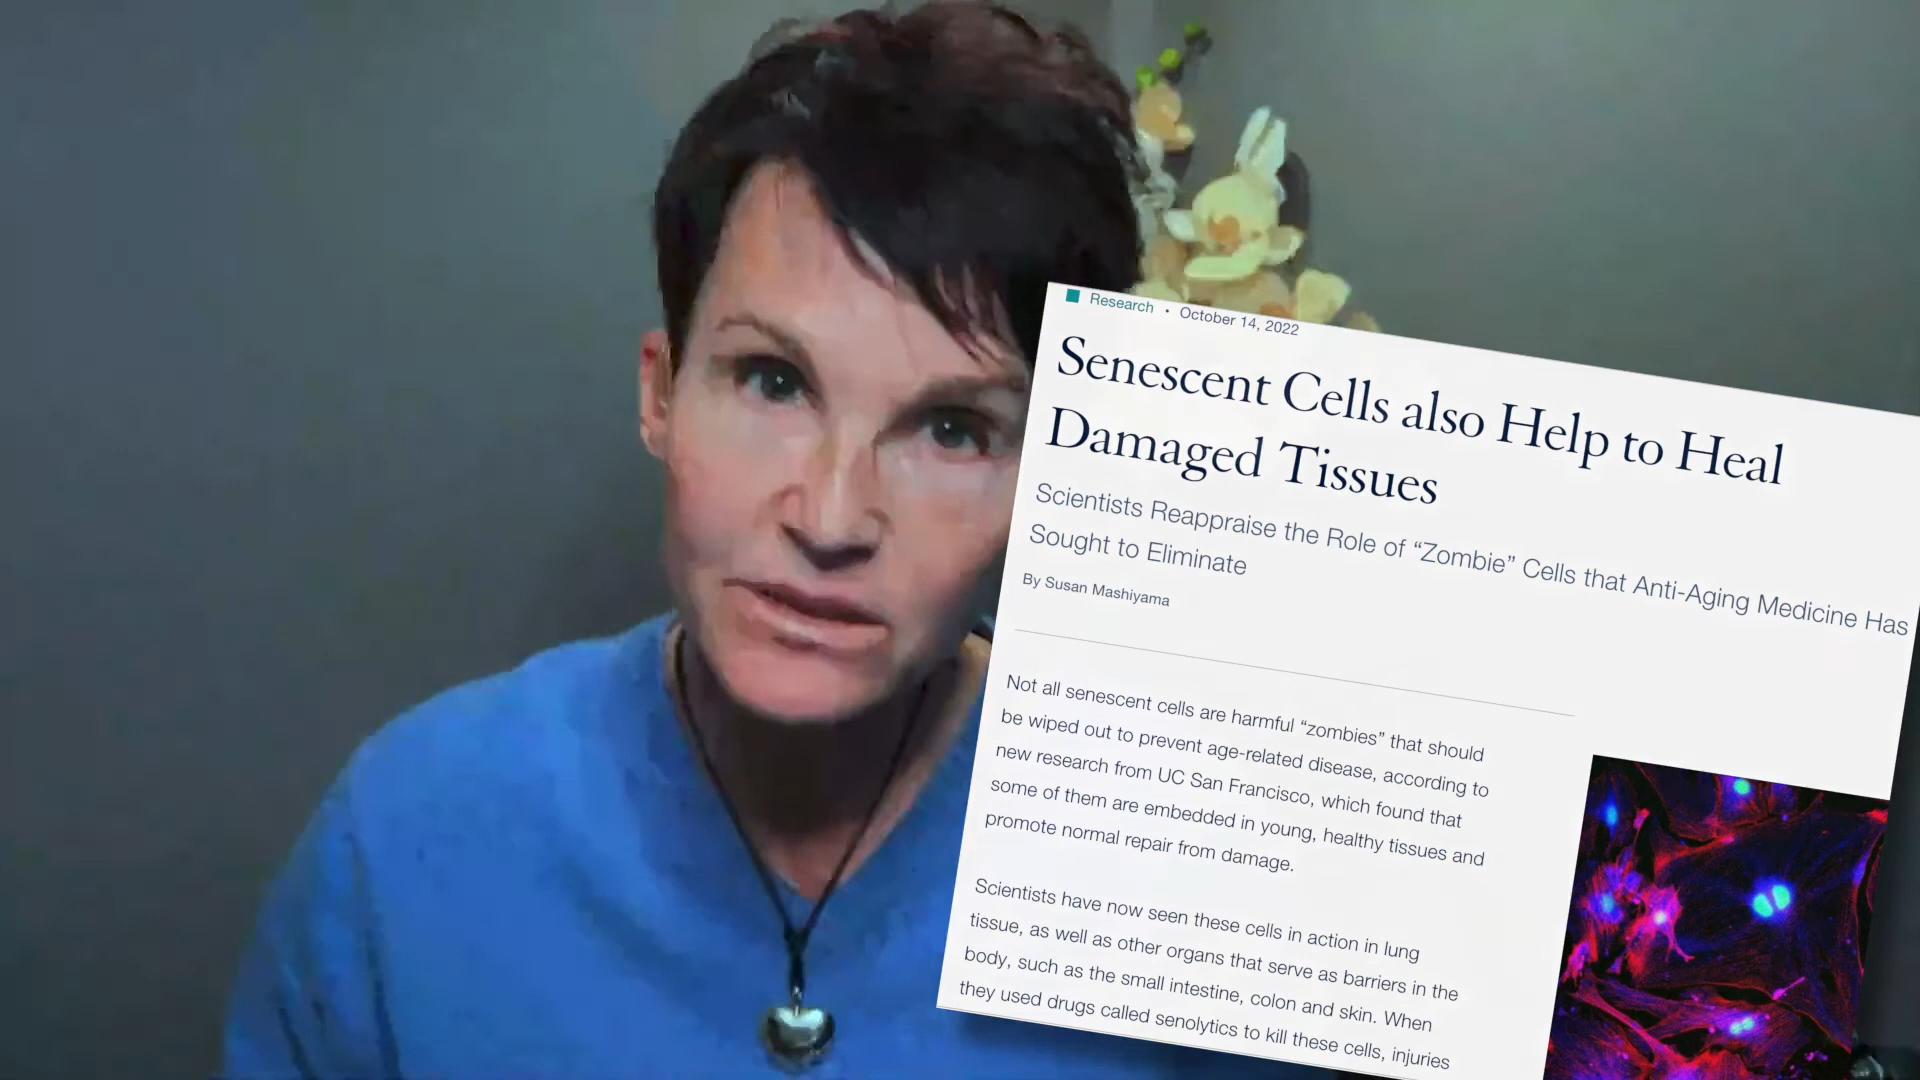 Research • October 14, 2022
Senescent Cells also Help to Heal
Damaged Tissues
Scientists Reappraise the Role of “Zombie” Cells that Anti-Aging Medicine Has
Sought to Eliminate
By Susan Mashiyama
Not all senescent cells are harmful “zombies” that should
be wiped out to prevent age-related disease, according to
new research from UC San Francisco, which found that
some of them are embedded in young, healthy tissues and
promote normal repair from damage.
Scientists have now seen these cells in action in lung
tissue, as well as other organs that serve as barriers in the
body, such as the small intestine, colon and skin. When
they used drugs called senolytics to kill these cells, injuries